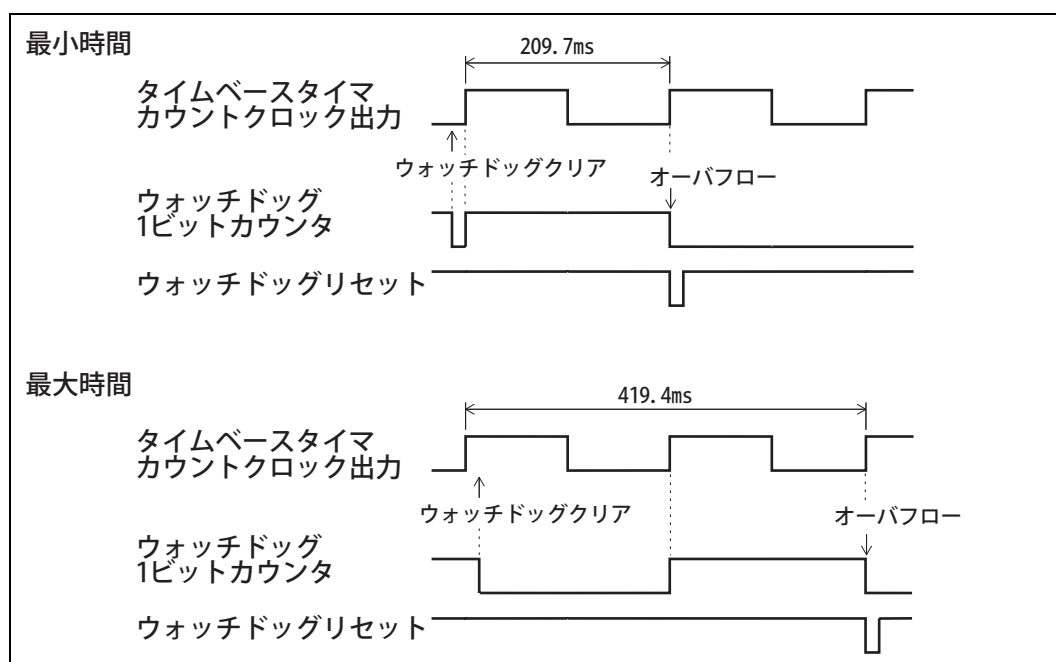 最小時間
209.7ms
タイムベースタイマ
カウントクロック出力
ウォッチドッグクリア
オーバフロー
ウォッチドッグ
1ビットカウンタ
ウォッチドッグリセット
最大時間
419.4ms
タイムベースタイマ
カウントクロック出力
ウォッチドッグクリア
オーバフロー
ウォッチドッグ
1ビットカウンタ
ウォッチドッグリセット